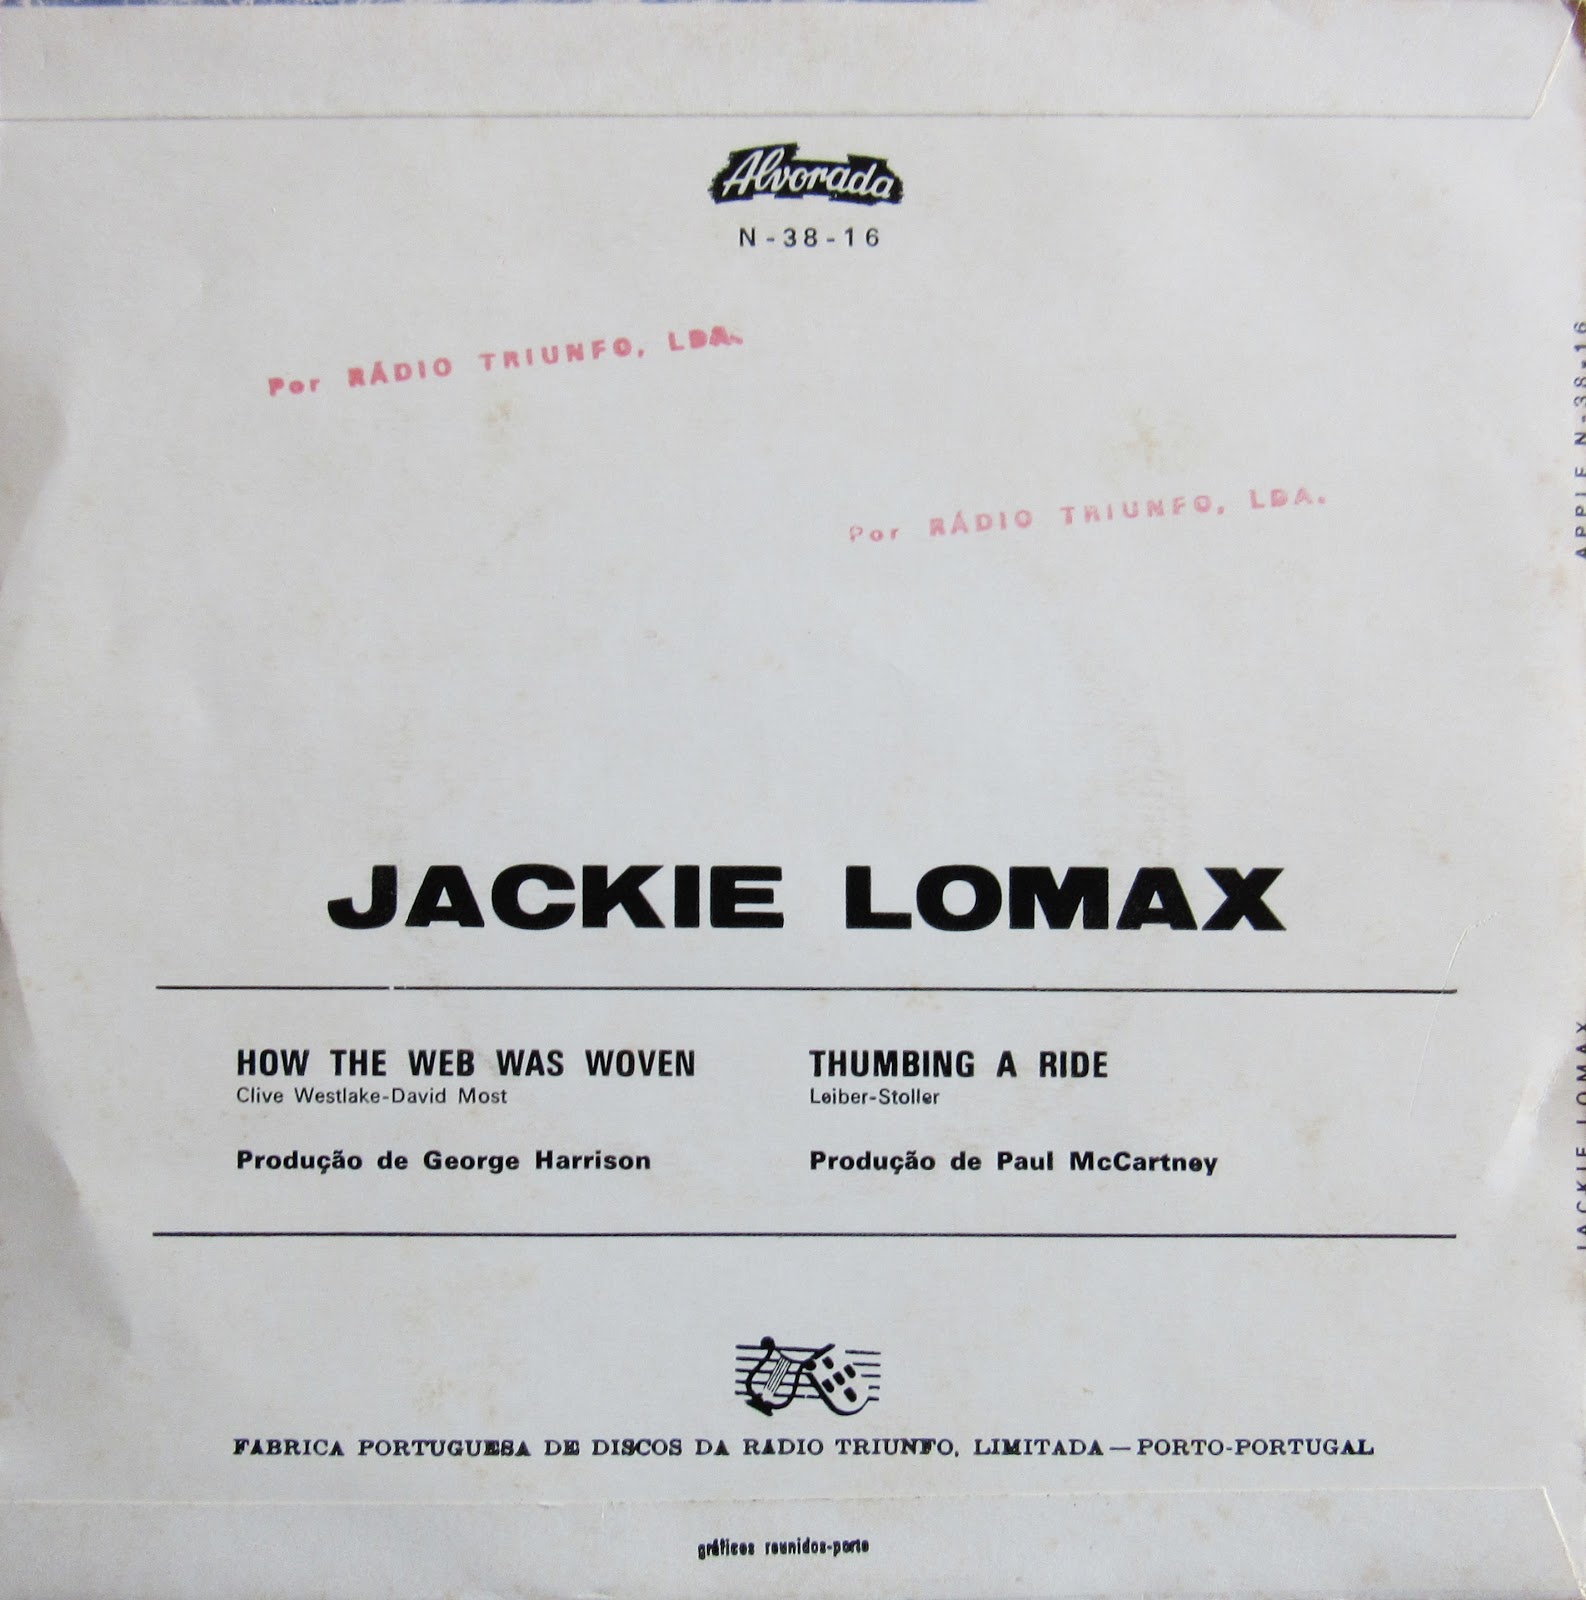 Alvorada
N-38-16
Por RÁDIO TRIUNFO, LDA.
Por RÁDIO TRIUNFO, LDA.
APPLE N-38-16
JACKIE LOMAX
JACKIE LOMAX
HOW THE WEB WAS WOVEN
Clive Westlake-David Most
Produção de George Harrison
THUMBING A RIDE
Leiber-Stoller
Produção de Paul McCartney
FABRICA PORTUGUESA DE DISCOS DA RADIO TRIUNFO, LIMITADA — PORTO-PORTUGAL
gráficos reunidos-porto